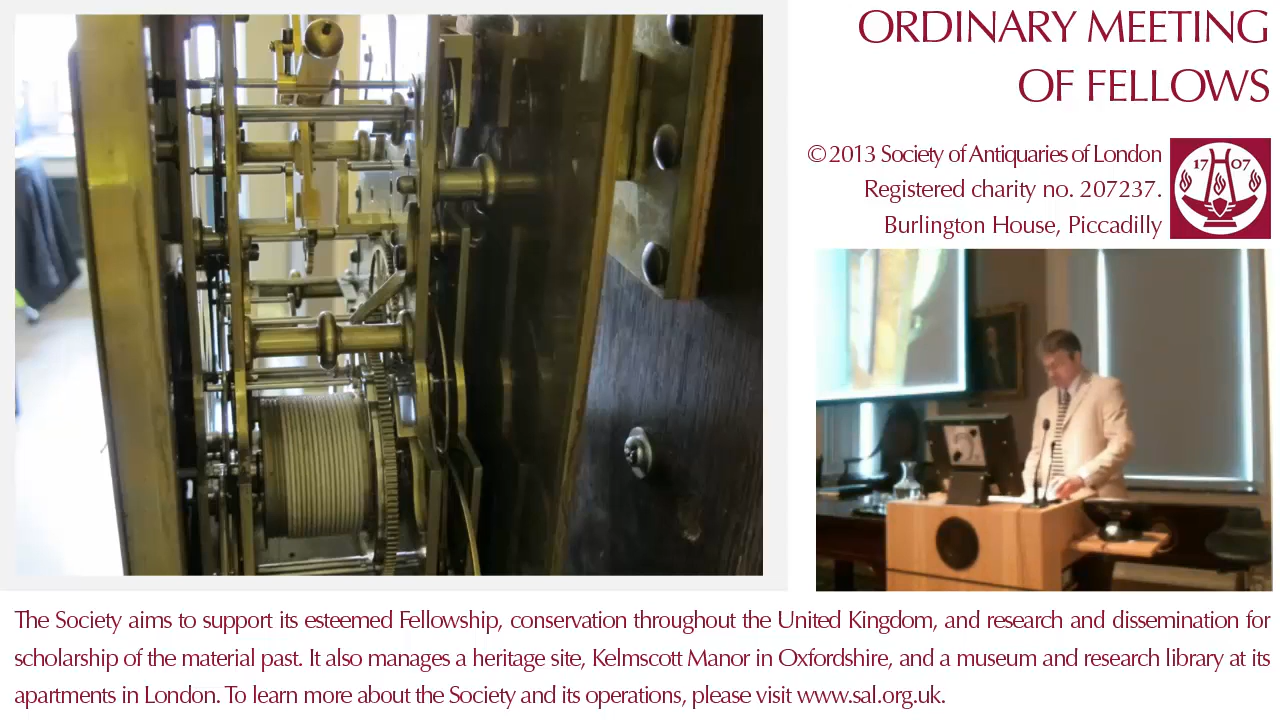 ORDINARY MEETING
OF FELLOWS
© 2013 Society of Antiquaries of London
Registered charity no. 207237.
Burlington House, Piccadilly
17 07
The Society aims to support its esteemed Fellowship, conservation throughout the United Kingdom, and research and dissemination for
scholarship of the material past. It also manages a heritage site, Kelmscott Manor in Oxfordshire, and a museum and research library at its
apartments in London. To learn more about the Society and its operations, please visit www.sal.org.uk.